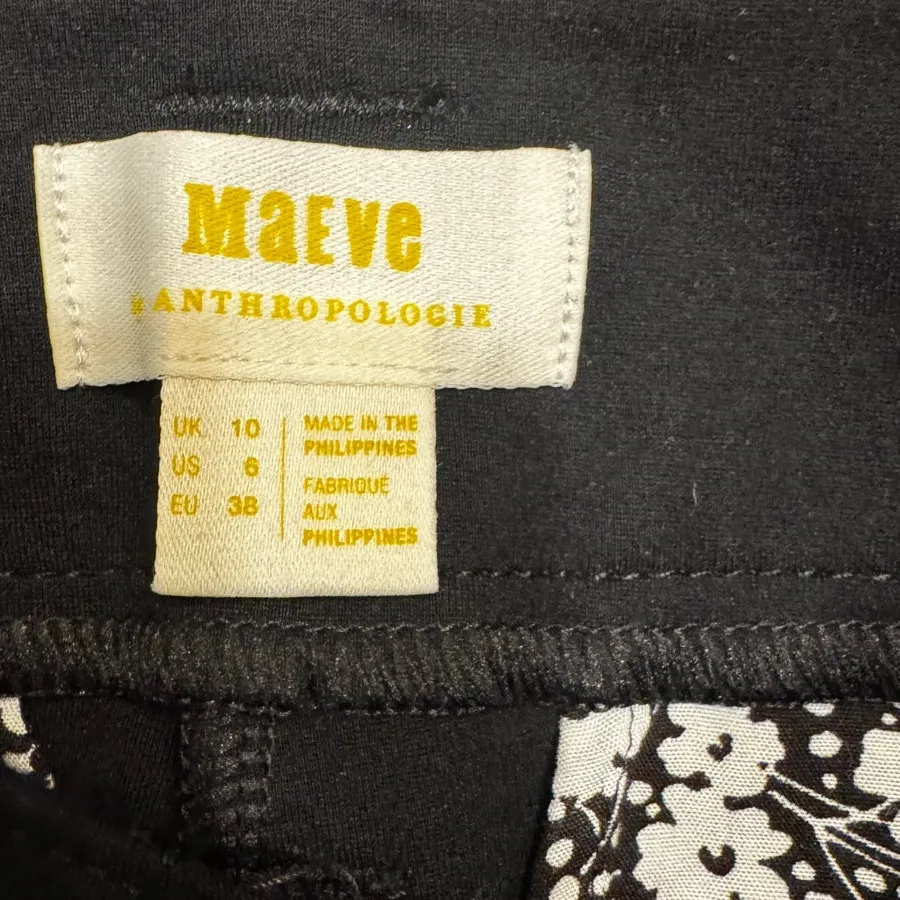 MaEve
ANTHROPOLOGIE
UK 10
US 6
EU 38
MADE IN THE
PHILIPPINES
FABRIQUE
AUX
PHILIPPINES